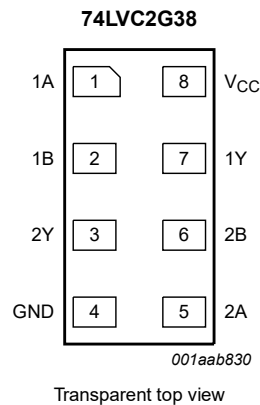 74LVC2G38
1A 1 8 VCC
1B 2 7 1Y
2Y 3 6 2B
GND 4 5 2A
001aab830
Transparent top view